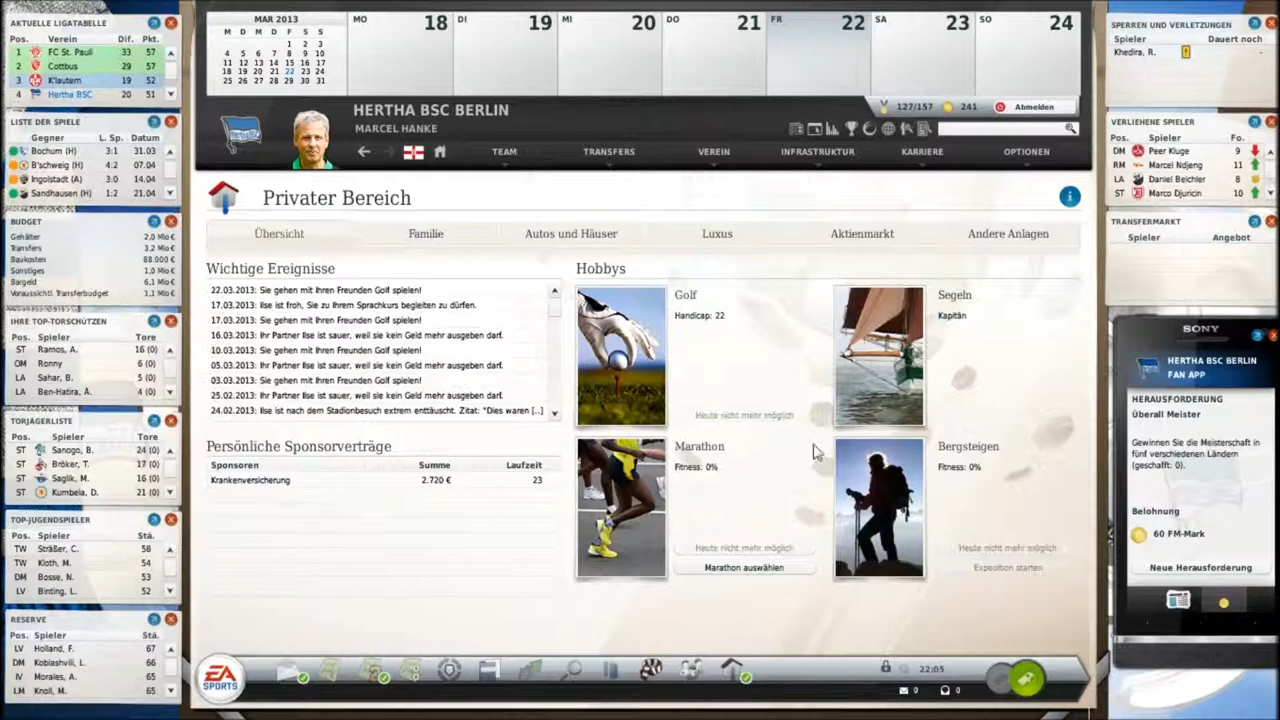 AKTUELLE LIGATABELLE
Pos. Verein Dif. Pkt.
1 FC St. Pauli 33 57
2 Cottbus 29 57
3 K'lautern 19 52
4 Hertha BSC 20 51
LISTE DER SPIELE
Gegner L. Sp. Datum
Bochum (H) 3:1 31.03
B'schweig (H) 4:2 07.04
Ingolstadt (A) 3:0 14.04
Sandhausen (H) 1:2 21.04
BUDGET
Gehälter 2,0 Mio €
Transfers 3,2 Mio €
Baukosten 88.000 €
Sonstiges 1,0 Mio €
Bargeld 6,1 Mio €
Voraussichtl. Transferbudget 1,1 Mio €
IHRE TOP-TORSCHÜTZEN
Pos. Spieler Tore
ST Ramos, A. 16 (0)
OM Ronny 6 (0)
LA Sahar, B. 5 (0)
LA Ben-Hatira, Ä. 4 (0)
TORJÄGERLISTE
Pos. Spieler Tore
ST Sanogo, B. 24 (0)
ST Bröker, T. 17 (0)
ST Saglik, M. 16 (0)
ST Kumbela, D. 21 (0)
TOP-JUGENDSPIELER
Pos. Spieler Stä.
TW Sträßer, C. 58
TW Kloth, M. 54
DM Bosse, N. 53
LV Binting, L. 52
RESERVE
Pos. Spieler Stä.
LV Holland, F. 67
DM Kobiashvili, L. 66
IV Morales, A. 65
LM Knoll, M. 65
MAR 2013
M D M D F S S
1 2 3
4 5 6 7 8 9 10
11 12 13 14 15 16 17
18 19 20 21 22 23 24
25 26 27 28 29 30 31
MO 18 DI 19 MI 20 DO 21 FR 22 SA 23 SO 24
HERTHA BSC BERLIN
MARCEL HANKE
127/157 241 Abmelden
TEAM TRANSFERS VEREIN INFRASTRUKTUR KARRIERE OPTIONEN
Privater Bereich
Übersicht Familie Autos und Häuser Luxus Aktienmarkt Andere Anlagen
Wichtige Ereignisse
22.03.2013: Sie gehen mit Ihren Freunden Golf spielen!
17.03.2013: Ilse ist froh, Sie zu Ihrem Sprachkurs begleiten zu dürfen.
17.03.2013: Sie gehen mit Ihren Freunden Golf spielen!
16.03.2013: Ihr Partner Ilse ist sauer, weil sie kein Geld mehr ausgeben darf.
10.03.2013: Sie gehen mit Ihren Freunden Golf spielen!
05.03.2013: Ihr Partner Ilse ist sauer, weil sie kein Geld mehr ausgeben darf.
03.03.2013: Sie gehen mit Ihren Freunden Golf spielen!
25.02.2013: Ihr Partner Ilse ist sauer, weil sie kein Geld mehr ausgeben darf.
24.02.2013: Ilse ist nach dem Stadionbesuch extrem enttäuscht. Zitat: "Dies waren [...]
Persönliche Sponsorverträge
Sponsoren Summe Laufzeit
Krankenversicherung 2.720 € 23
Hobbys
Golf
Handicap: 22
Heute nicht mehr möglich
Segeln
Kapitän
Marathon
Fitness: 0%
Heute nicht mehr möglich
Marathon auswählen
Bergsteigen
Fitness: 0%
Heute nicht mehr möglich
Expedition starten
EA SPORTS
22:05
0 0
SPERREN UND VERLETZUNGEN
Spieler Dauert noch
Khedira, R. -
VERLIEHENE SPIELER
Pos. Spieler Fo.
DM Peer Kluge 9
RM Marcel Ndjeng 11
LA Daniel Beichler 8
ST Marco Djuricin 10
TRANSFERMARKT
Spieler Angebot
SONY
HERTHA BSC BERLIN
FAN APP
HERAUSFORDERUNG
Überall Meister
Gewinnen Sie die Meisterschaft in
fünf verschiedenen Ländern
(geschafft: 0).
Belohnung
60 FM-Mark
Neue Herausforderung